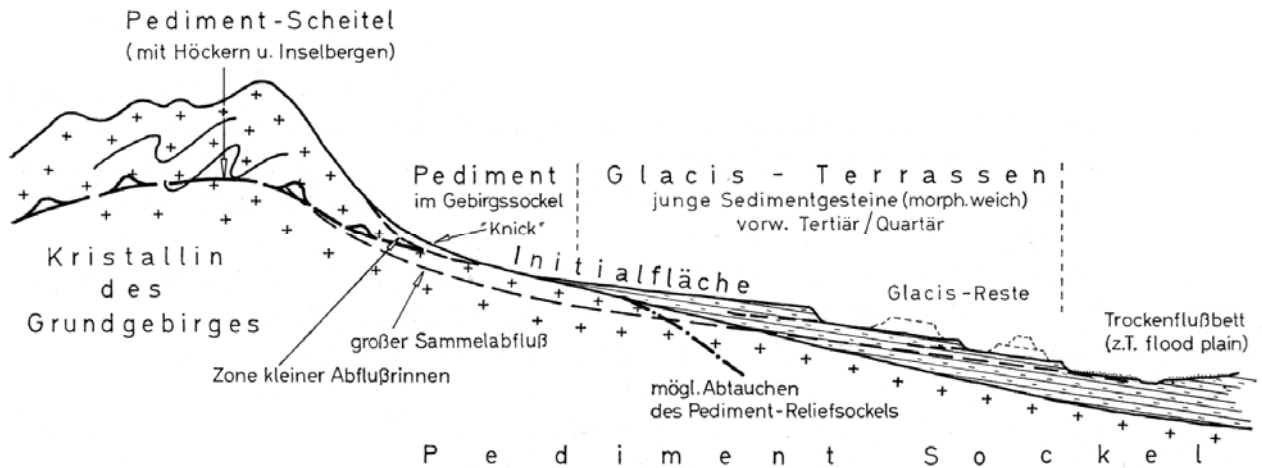 Pediment-Scheitel
(mit Höckern u. Inselbergen)
Pediment
im Gebirgssockel
"Knick"
Glacis - Terrassen
junge Sedimentgesteine (morph. weich)
vorw. Tertiär/Quartär
Kristallin
des
Grundgebirges
Initialfläche
Glacis-Reste
Trockenflußbett
(z.T. flood plain)
großer Sammelabfluß
Zone kleiner Abflußrinnen
mögl. Abtauchen
des Pediment-Reliefsockels
Pediment Sockel